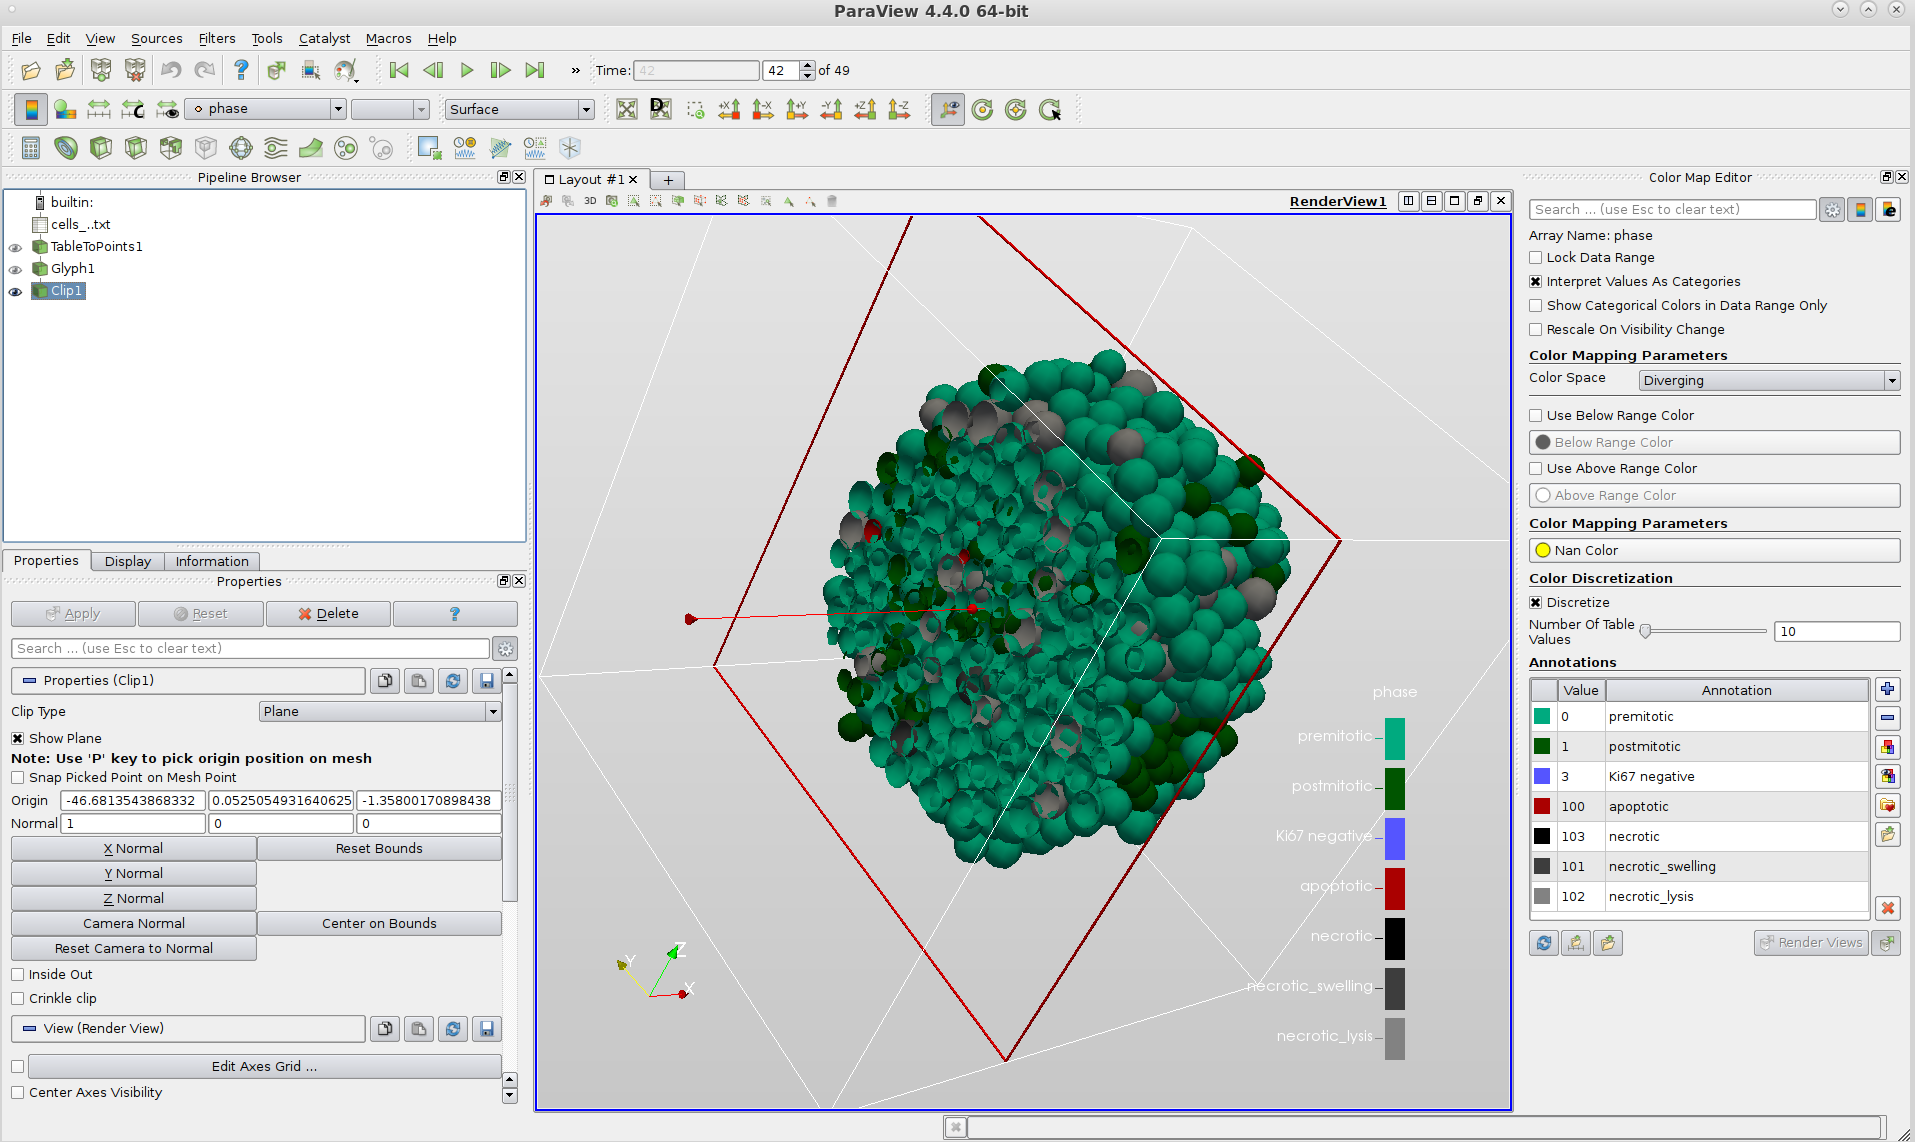 ParaView 4.4.0 64-bit
File Edit View Sources Filters Tools Catalyst Macros Help
» Time: 42 42 of 49
phase Surface
Pipeline Browser
builtin:
cells_..txt
TableToPoints1
Glyph1
Clip1
Properties Display Information
Properties
Apply Reset Delete ?
Search ... (use Esc to clear text)
Properties (Clip1)
Clip Type Plane
Show Plane
Note: Use 'P' key to pick origin position on mesh
Snap Picked Point on Mesh Point
Origin -46.6813543868332 0.0525054931640625 -1.35800170898438
Normal 1 0 0
X Normal Reset Bounds
Y Normal
Z Normal
Camera Normal Center on Bounds
Reset Camera to Normal
Inside Out
Crinkle clip
View (Render View)
Edit Axes Grid ...
Center Axes Visibility
Layout #1 +
3D RenderView1
phase
premitotic
postmitotic
Ki67 negative
apoptotic
necrotic
necrotic_swelling
necrotic_lysis
Y Z X
Color Map Editor
Search ... (use Esc to clear text)
Array Name: phase
Lock Data Range
Interpret Values As Categories
Show Categorical Colors in Data Range Only
Rescale On Visibility Change
Color Mapping Parameters
Color Space Diverging
Use Below Range Color
Below Range Color
Use Above Range Color
Above Range Color
Color Mapping Parameters
Nan Color
Color Discretization
Discretize
Number Of Table
Values 10
Annotations
Value Annotation
0 premitotic
1 postmitotic
3 Ki67 negative
100 apoptotic
103 necrotic
101 necrotic_swelling
102 necrotic_lysis
Render Views